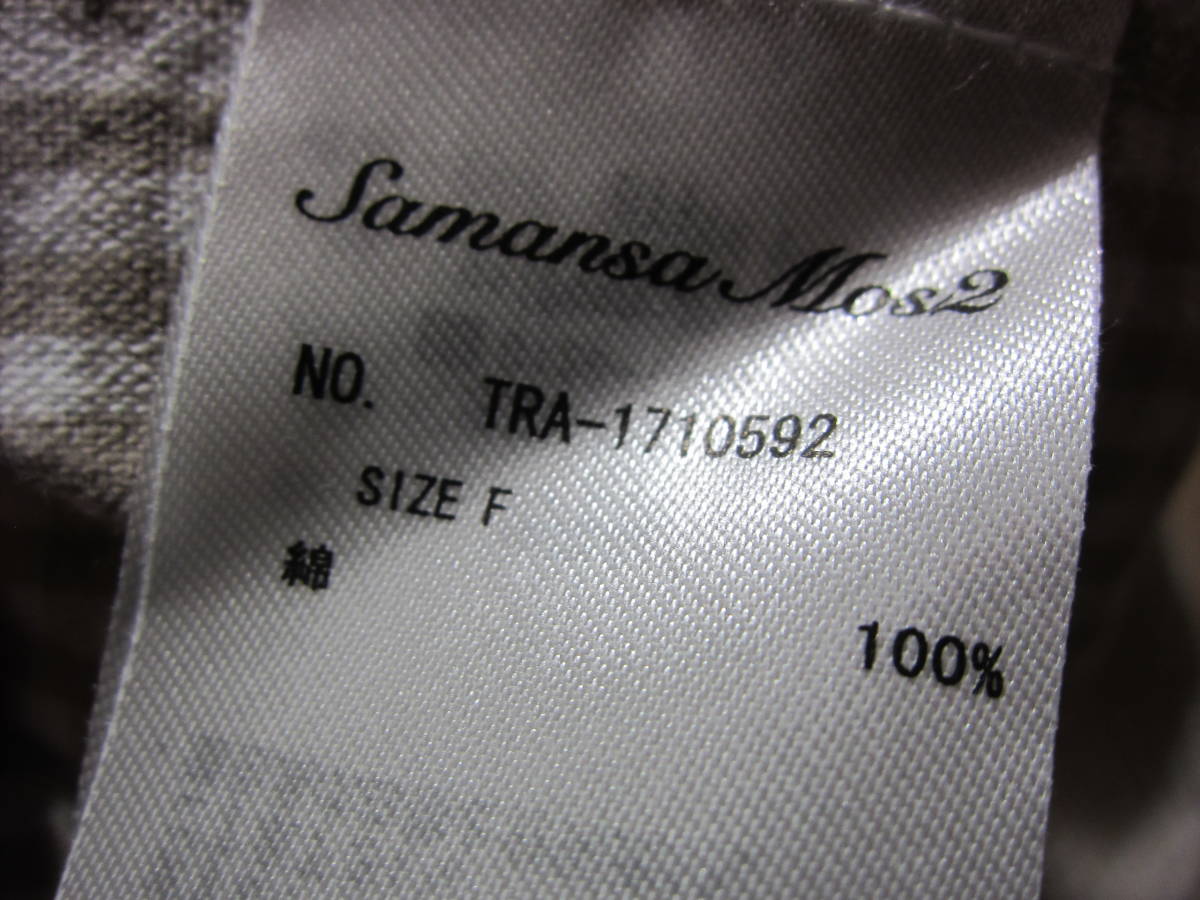 Samansa Mos2
NO. TRA-1710592
SIZE F
綿 100%